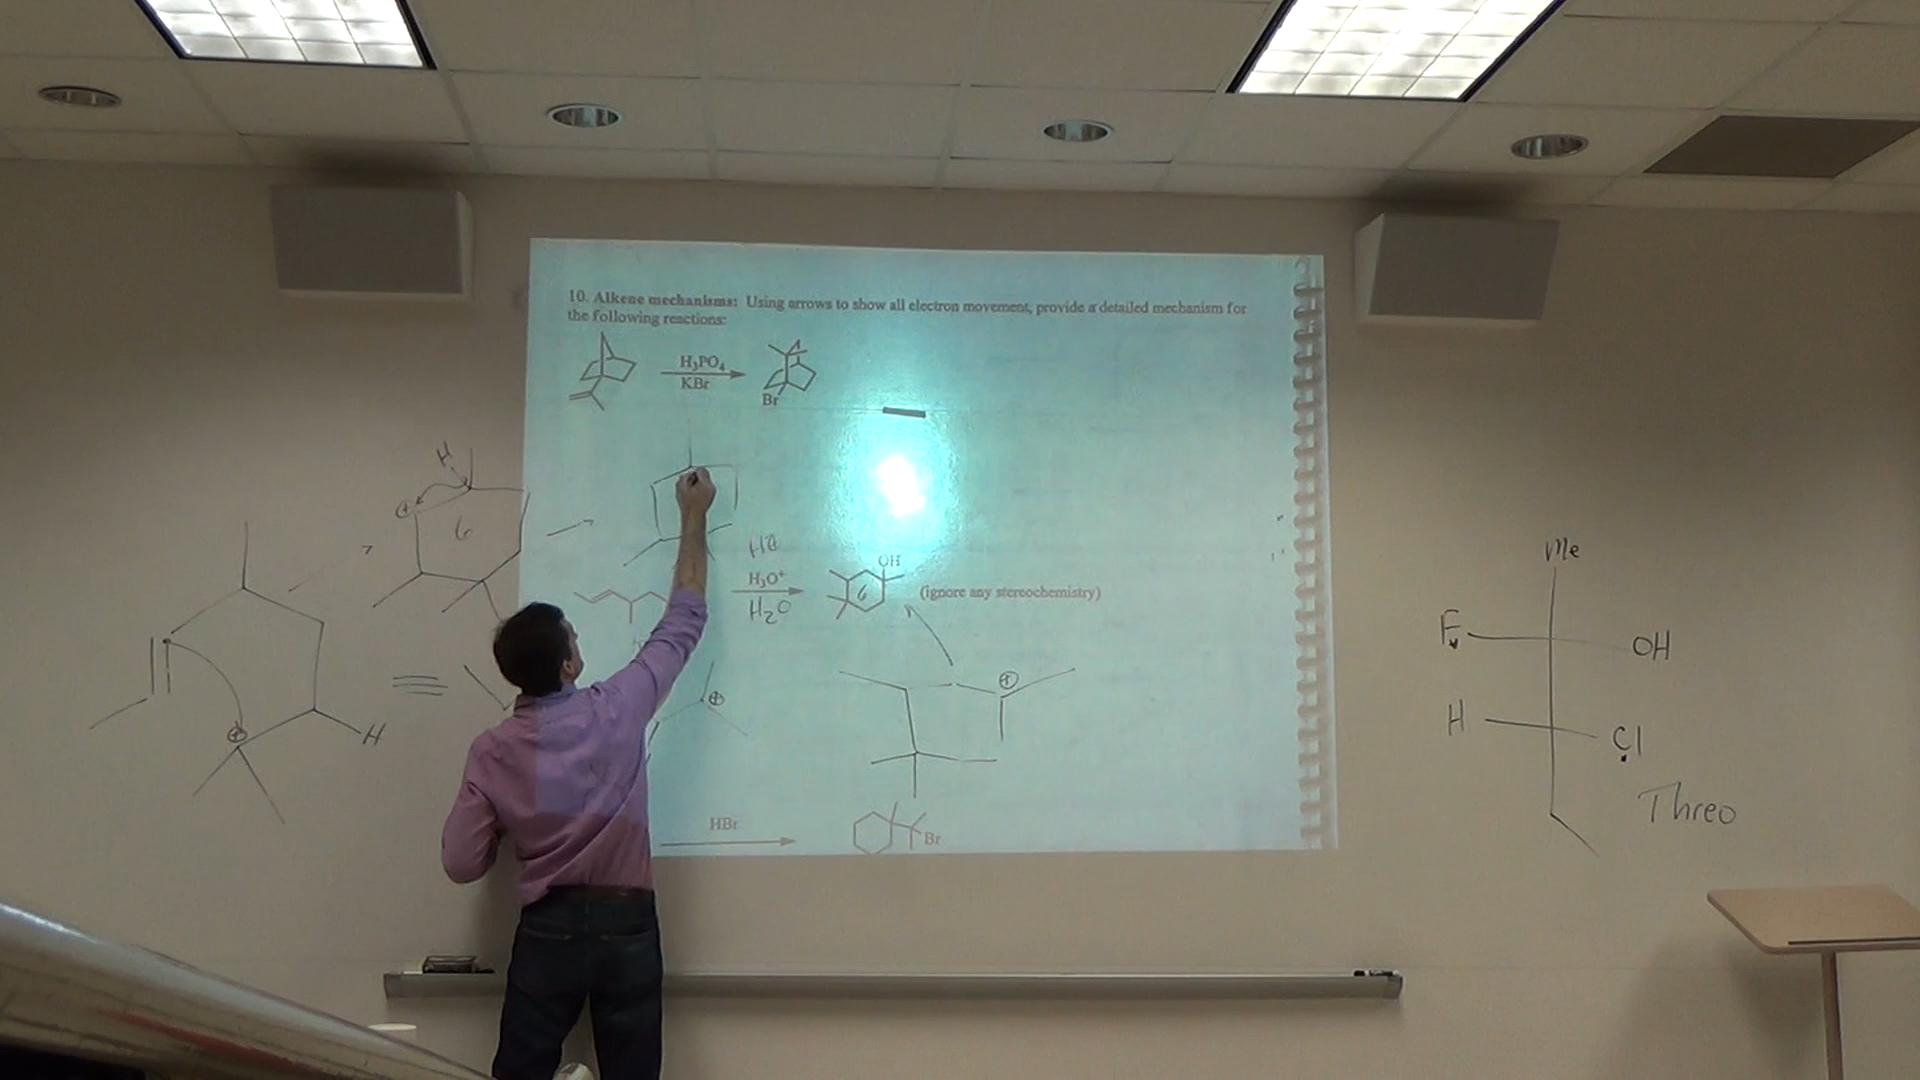 10. Alkene mechanisms: Using arrows to show all electron movement, provide a detailed mechanism for
the following reactions:
H₃PO₄
KBr
Br
H
⊕
6
H
⊕
HB
H₃O⁺
H₂O
OH
6
(ignore any stereochemistry)
⊕
⊕
HBr
Br
Me
F
OH
H
Cl
Threo